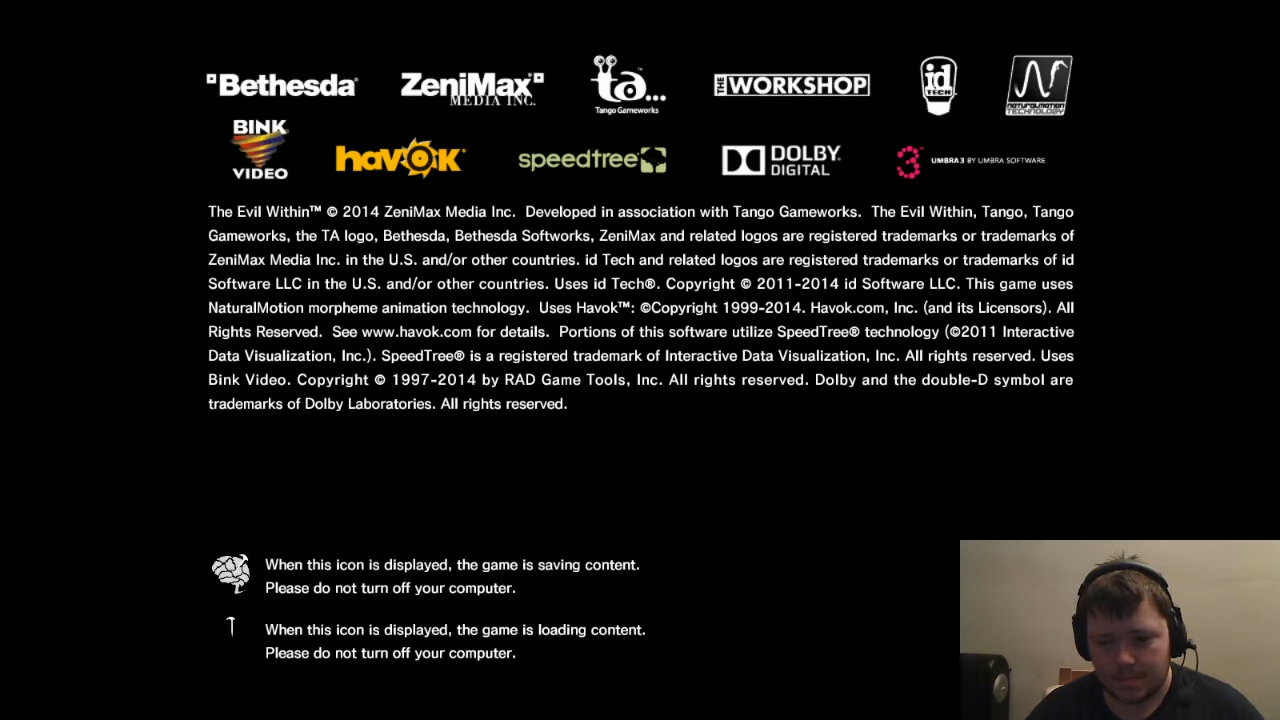 Bethesda® ZeniMax® MEDIA INC. ta... Tango Gameworks THE WORKSHOP id TECH NATURALMOTION TECHNOLOGY
BINK VIDEO havok® speedtree® DOLBY DIGITAL UMBRA 3 BY UMBRA SOFTWARE
The Evil Within™ © 2014 ZeniMax Media Inc. Developed in association with Tango Gameworks. The Evil Within, Tango, Tango
Gameworks, the TA logo, Bethesda, Bethesda Softworks, ZeniMax and related logos are registered trademarks or trademarks of
ZeniMax Media Inc. in the U.S. and/or other countries. id Tech and related logos are registered trademarks or trademarks of id
Software LLC in the U.S. and/or other countries. Uses id Tech®. Copyright © 2011-2014 id Software LLC. This game uses
NaturalMotion morpheme animation technology. Uses Havok™: ©Copyright 1999-2014. Havok.com, Inc. (and its Licensors). All
Rights Reserved. See www.havok.com for details. Portions of this software utilize SpeedTree® technology (©2011 Interactive
Data Visualization, Inc.). SpeedTree® is a registered trademark of Interactive Data Visualization, Inc. All rights reserved. Uses
Bink Video. Copyright © 1997-2014 by RAD Game Tools, Inc. All rights reserved. Dolby and the double-D symbol are
trademarks of Dolby Laboratories. All rights reserved.
When this icon is displayed, the game is saving content.
Please do not turn off your computer.
When this icon is displayed, the game is loading content.
Please do not turn off your computer.